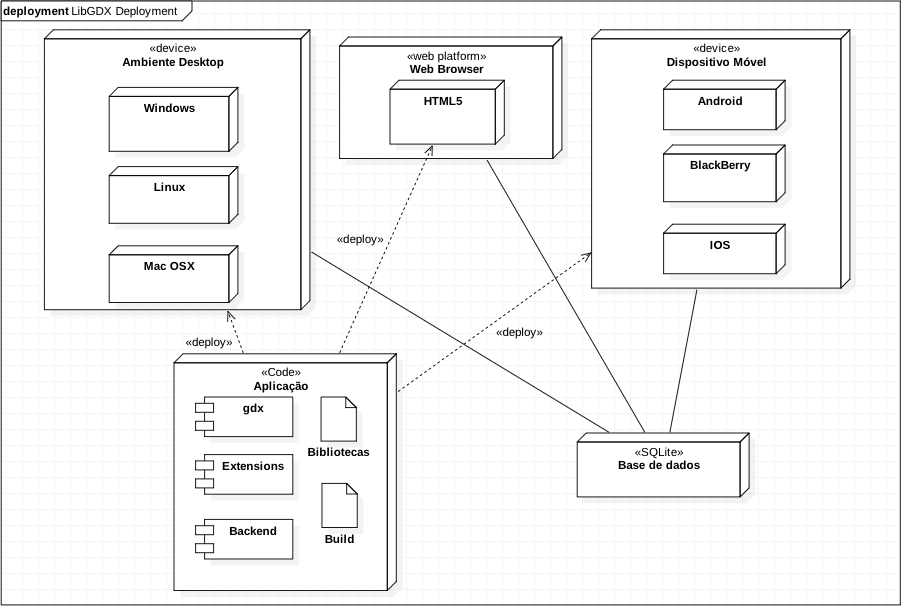 deployment LibGDX Deployment
«device»
Ambiente Desktop
Windows
Linux
Mac OSX
«web platform»
Web Browser
HTML5
«device»
Dispositivo Móvel
Android
BlackBerry
IOS
«deploy»
«deploy»
«deploy»
«Code»
Aplicação
gdx
Extensions
Backend
Bibliotecas
Build
«SQLite»
Base de dados